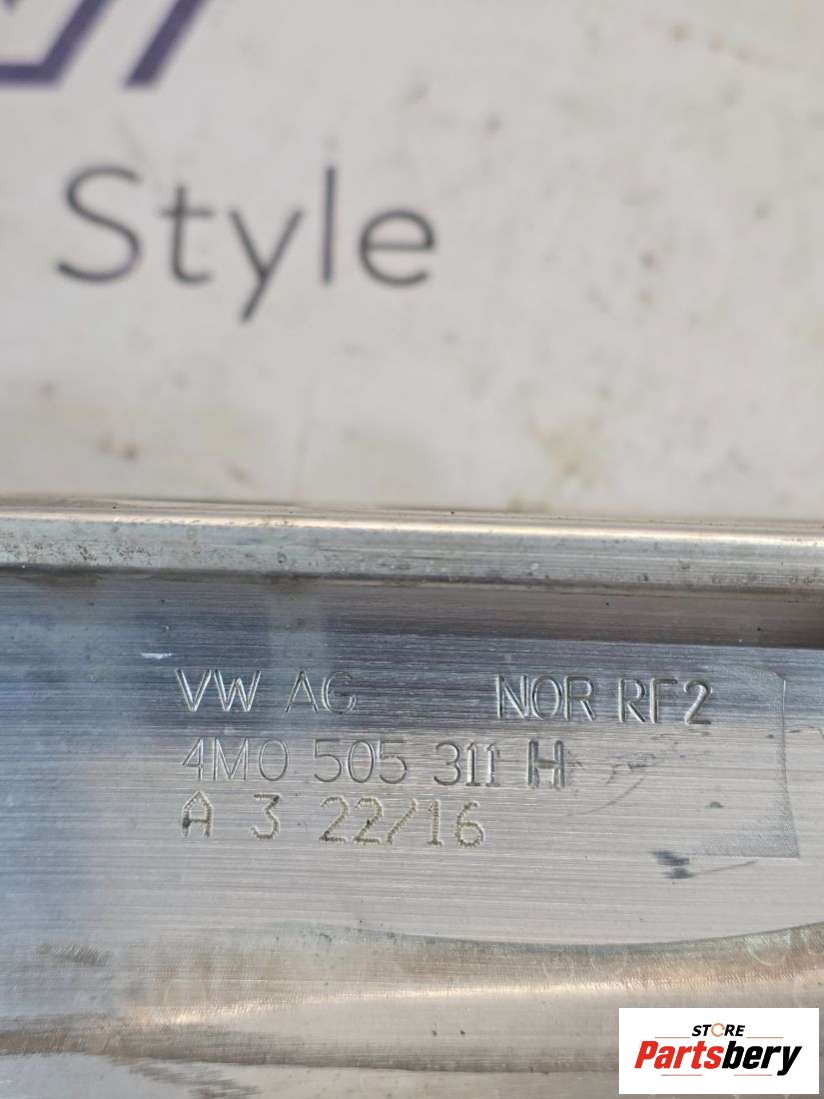 Style
VW AG NOR RF2
4M0 505 311 H
A 3 22/16
STORE
Partsbery